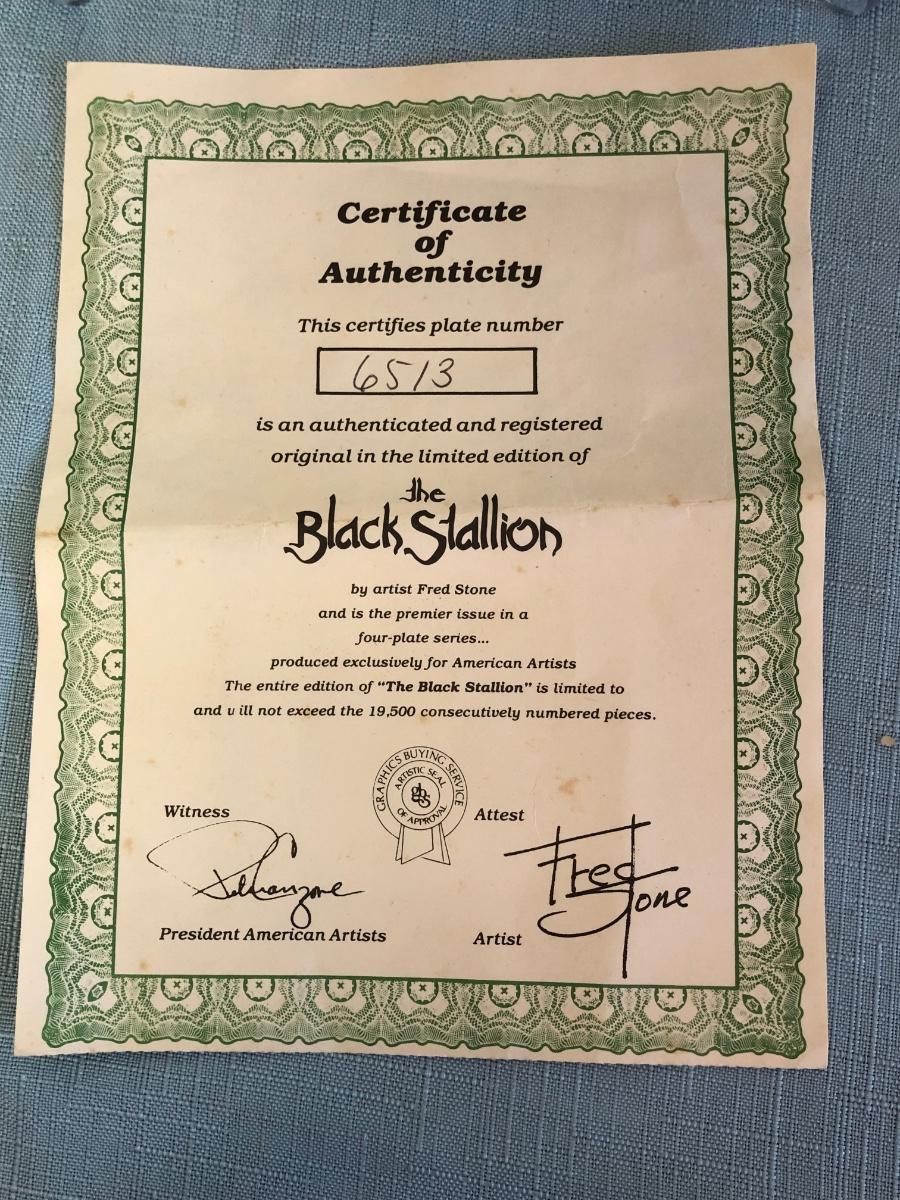 Certificate
of
Authenticity
This certifies plate number
6513
is an authenticated and registered
original in the limited edition of
the
Black Stallion
by artist Fred Stone
and is the premier issue in a
four-plate series...
produced exclusively for American Artists
The entire edition of "The Black Stallion" is limited to
and will not exceed the 19,500 consecutively numbered pieces.
GRAPHICS BUYING SERVICE
ARTISTIC SEAL
gbs
OF APPROVAL
Witness
Attest
Fred
Stone
President American Artists
Artist